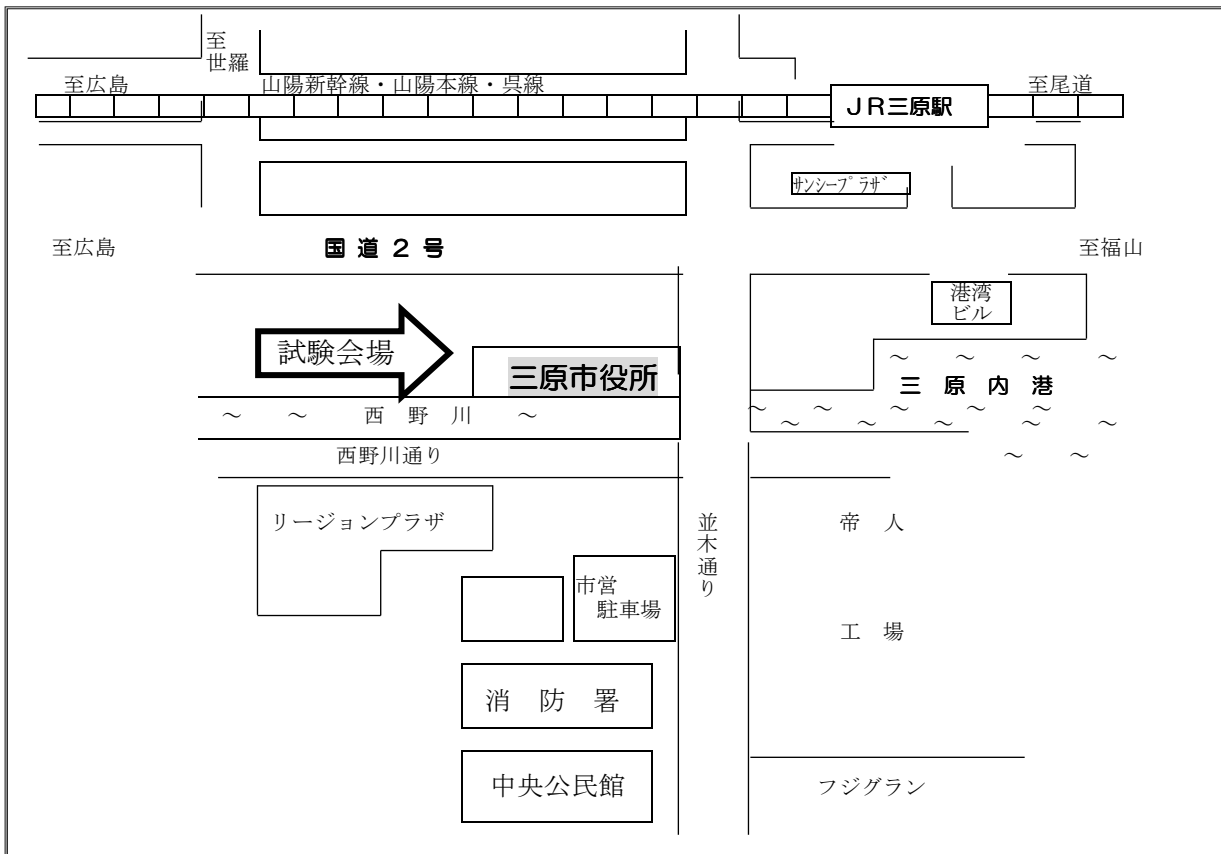 至世羅
至広島
山陽新幹線・山陽本線・呉線
至尾道
ＪＲ三原駅
ｻﾝｼｰﾌﾟﾗｻﾞ
至広島
国道２号
至福山
港湾
ビル
試験会場
三原市役所
三原内港
～ ～ 西野川 ～
西野川通り
リージョンプラザ
並木通り
帝人
市営
駐車場
工場
消防署
中央公民館
フジグラン